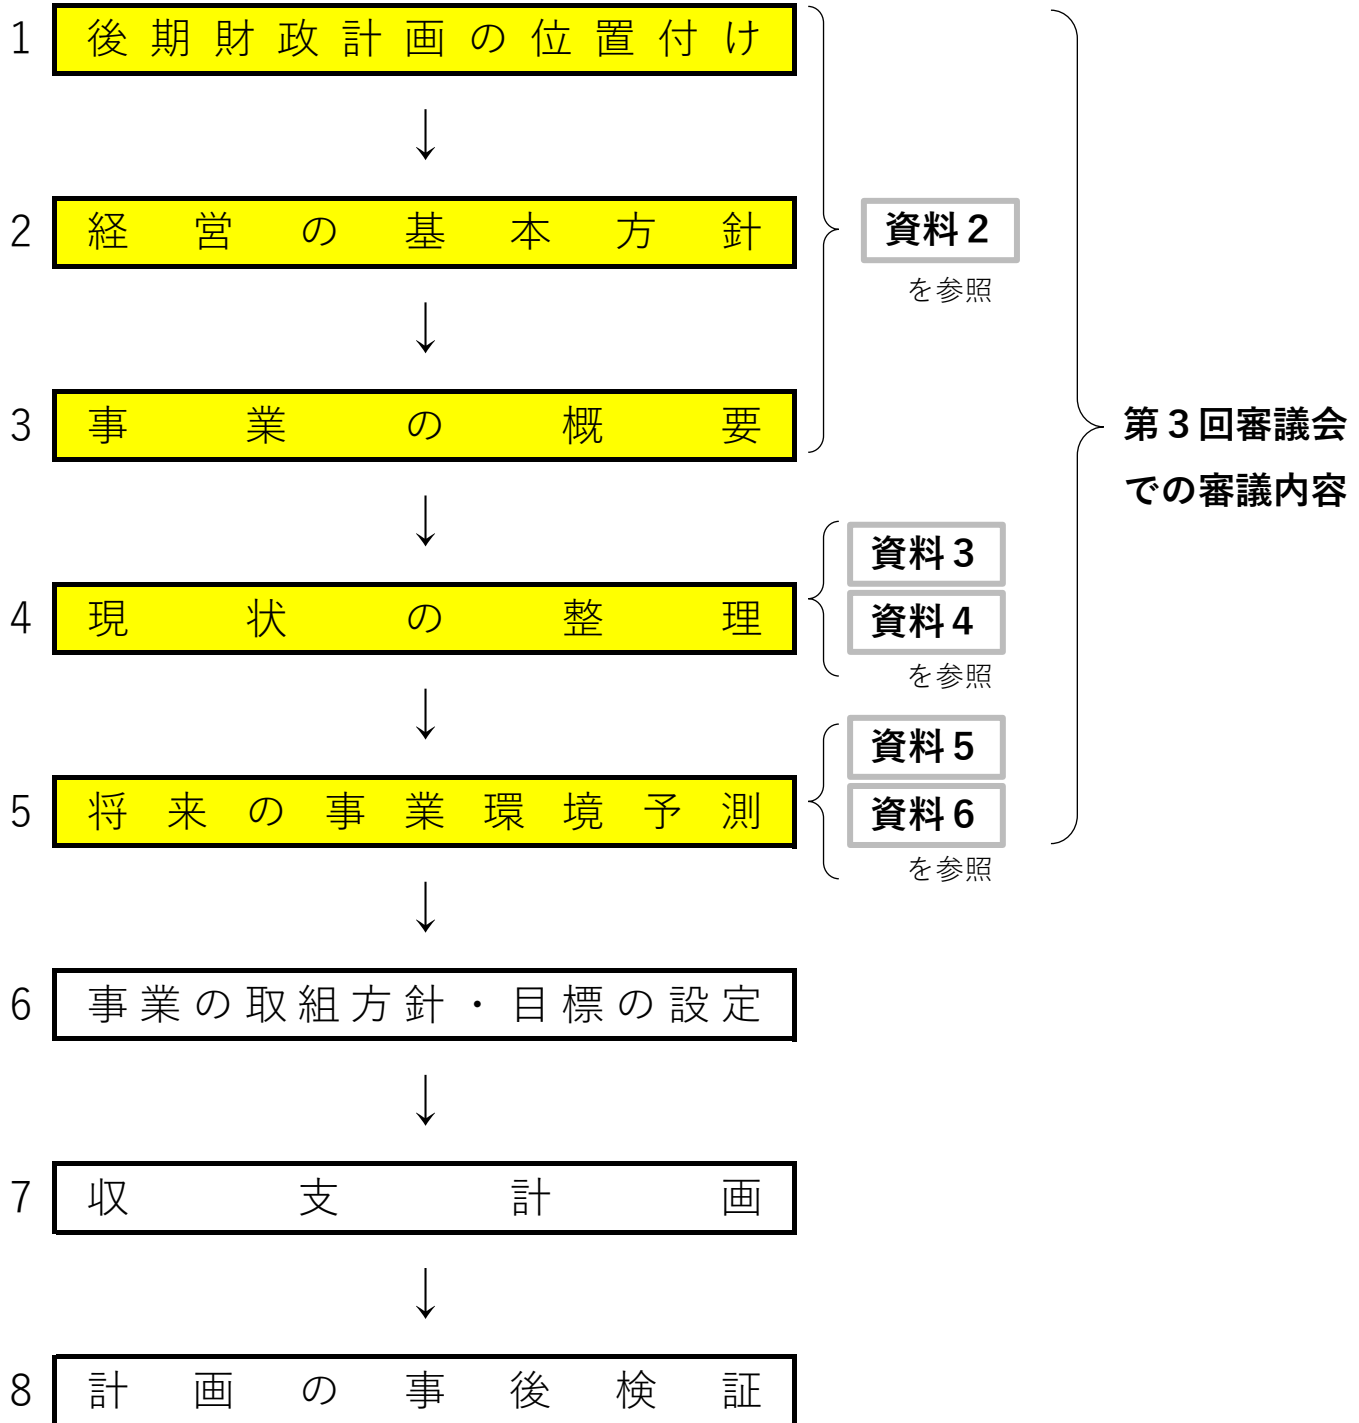 1 後期財政計画の位置付け
↓
2 経営の基本方針
資料2
を参照
↓
3 事業の概要
第3回審議会
での審議内容
↓
資料3
4 現状の整理
資料4
を参照
↓
資料5
5 将来の事業環境予測
資料6
を参照
↓
6 事業の取組方針・目標の設定
↓
7 収支計画
↓
8 計画の事後検証